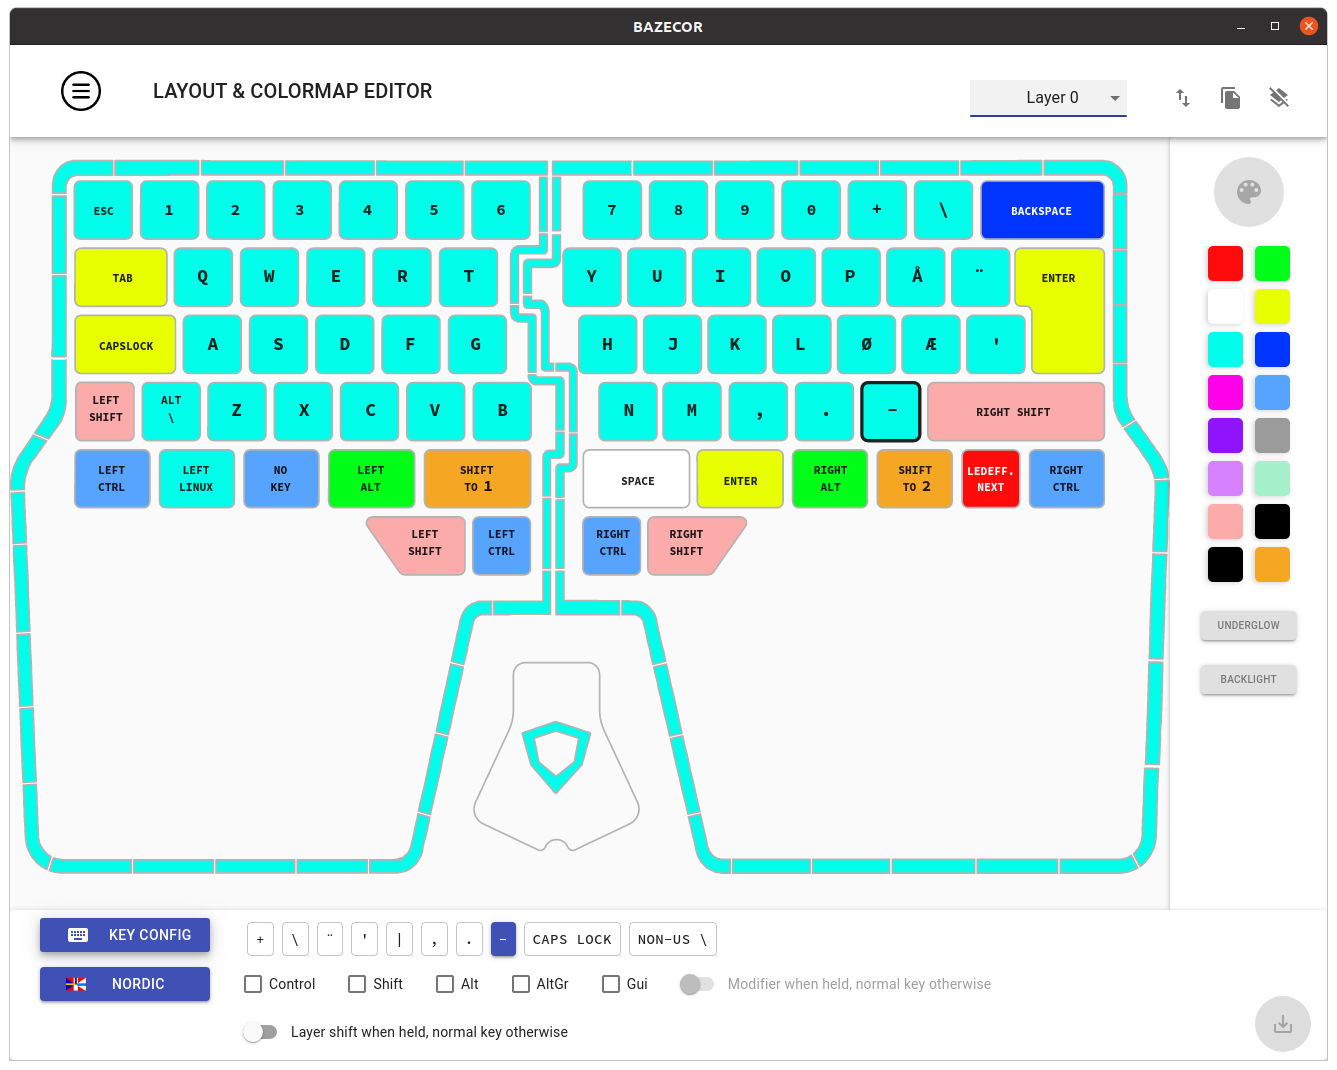 BAZECOR
LAYOUT & COLORMAP EDITOR
Layer 0
ESC 1 2 3 4 5 6 7 8 9 0 + \ BACKSPACE
TAB Q W E R T Y U I O P Å ¨ ENTER
CAPSLOCK A S D F G H J K L Ø Æ '
LEFT SHIFT ALT \ Z X C V B N M , . - RIGHT SHIFT
LEFT CTRL LEFT LINUX NO KEY LEFT ALT SHIFT TO 1 SPACE ENTER RIGHT ALT SHIFT TO 2 LEDEFF. NEXT RIGHT CTRL
LEFT SHIFT LEFT CTRL RIGHT CTRL RIGHT SHIFT
UNDERGLOW
BACKLIGHT
KEY CONFIG
+ \ ¨ ' | , . - CAPS LOCK NON-US \
NORDIC
Control Shift Alt AltGr Gui Modifier when held, normal key otherwise
Layer shift when held, normal key otherwise